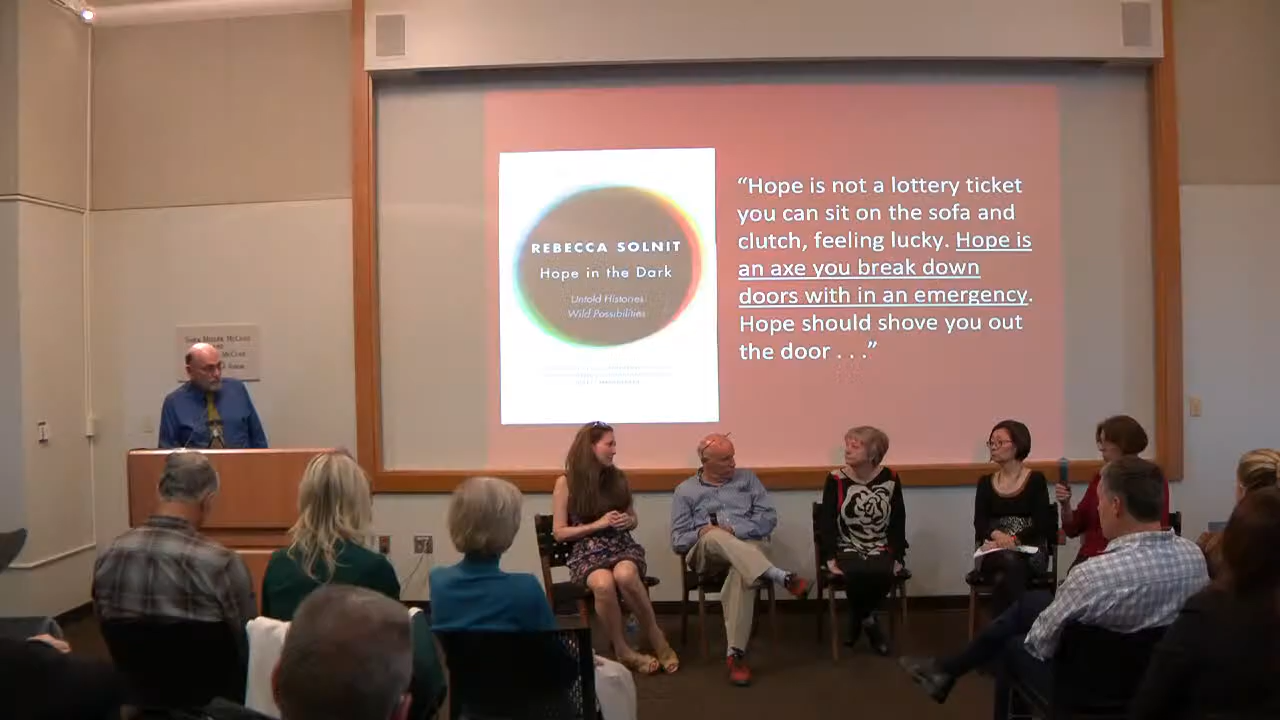 REBECCA SOLNIT
Hope in the Dark
Untold Histories
Wild Possibilities
“Hope is not a lottery ticket
you can sit on the sofa and
clutch, feeling lucky. Hope is
an axe you break down
doors with in an emergency.
Hope should shove you out
the door . . .”